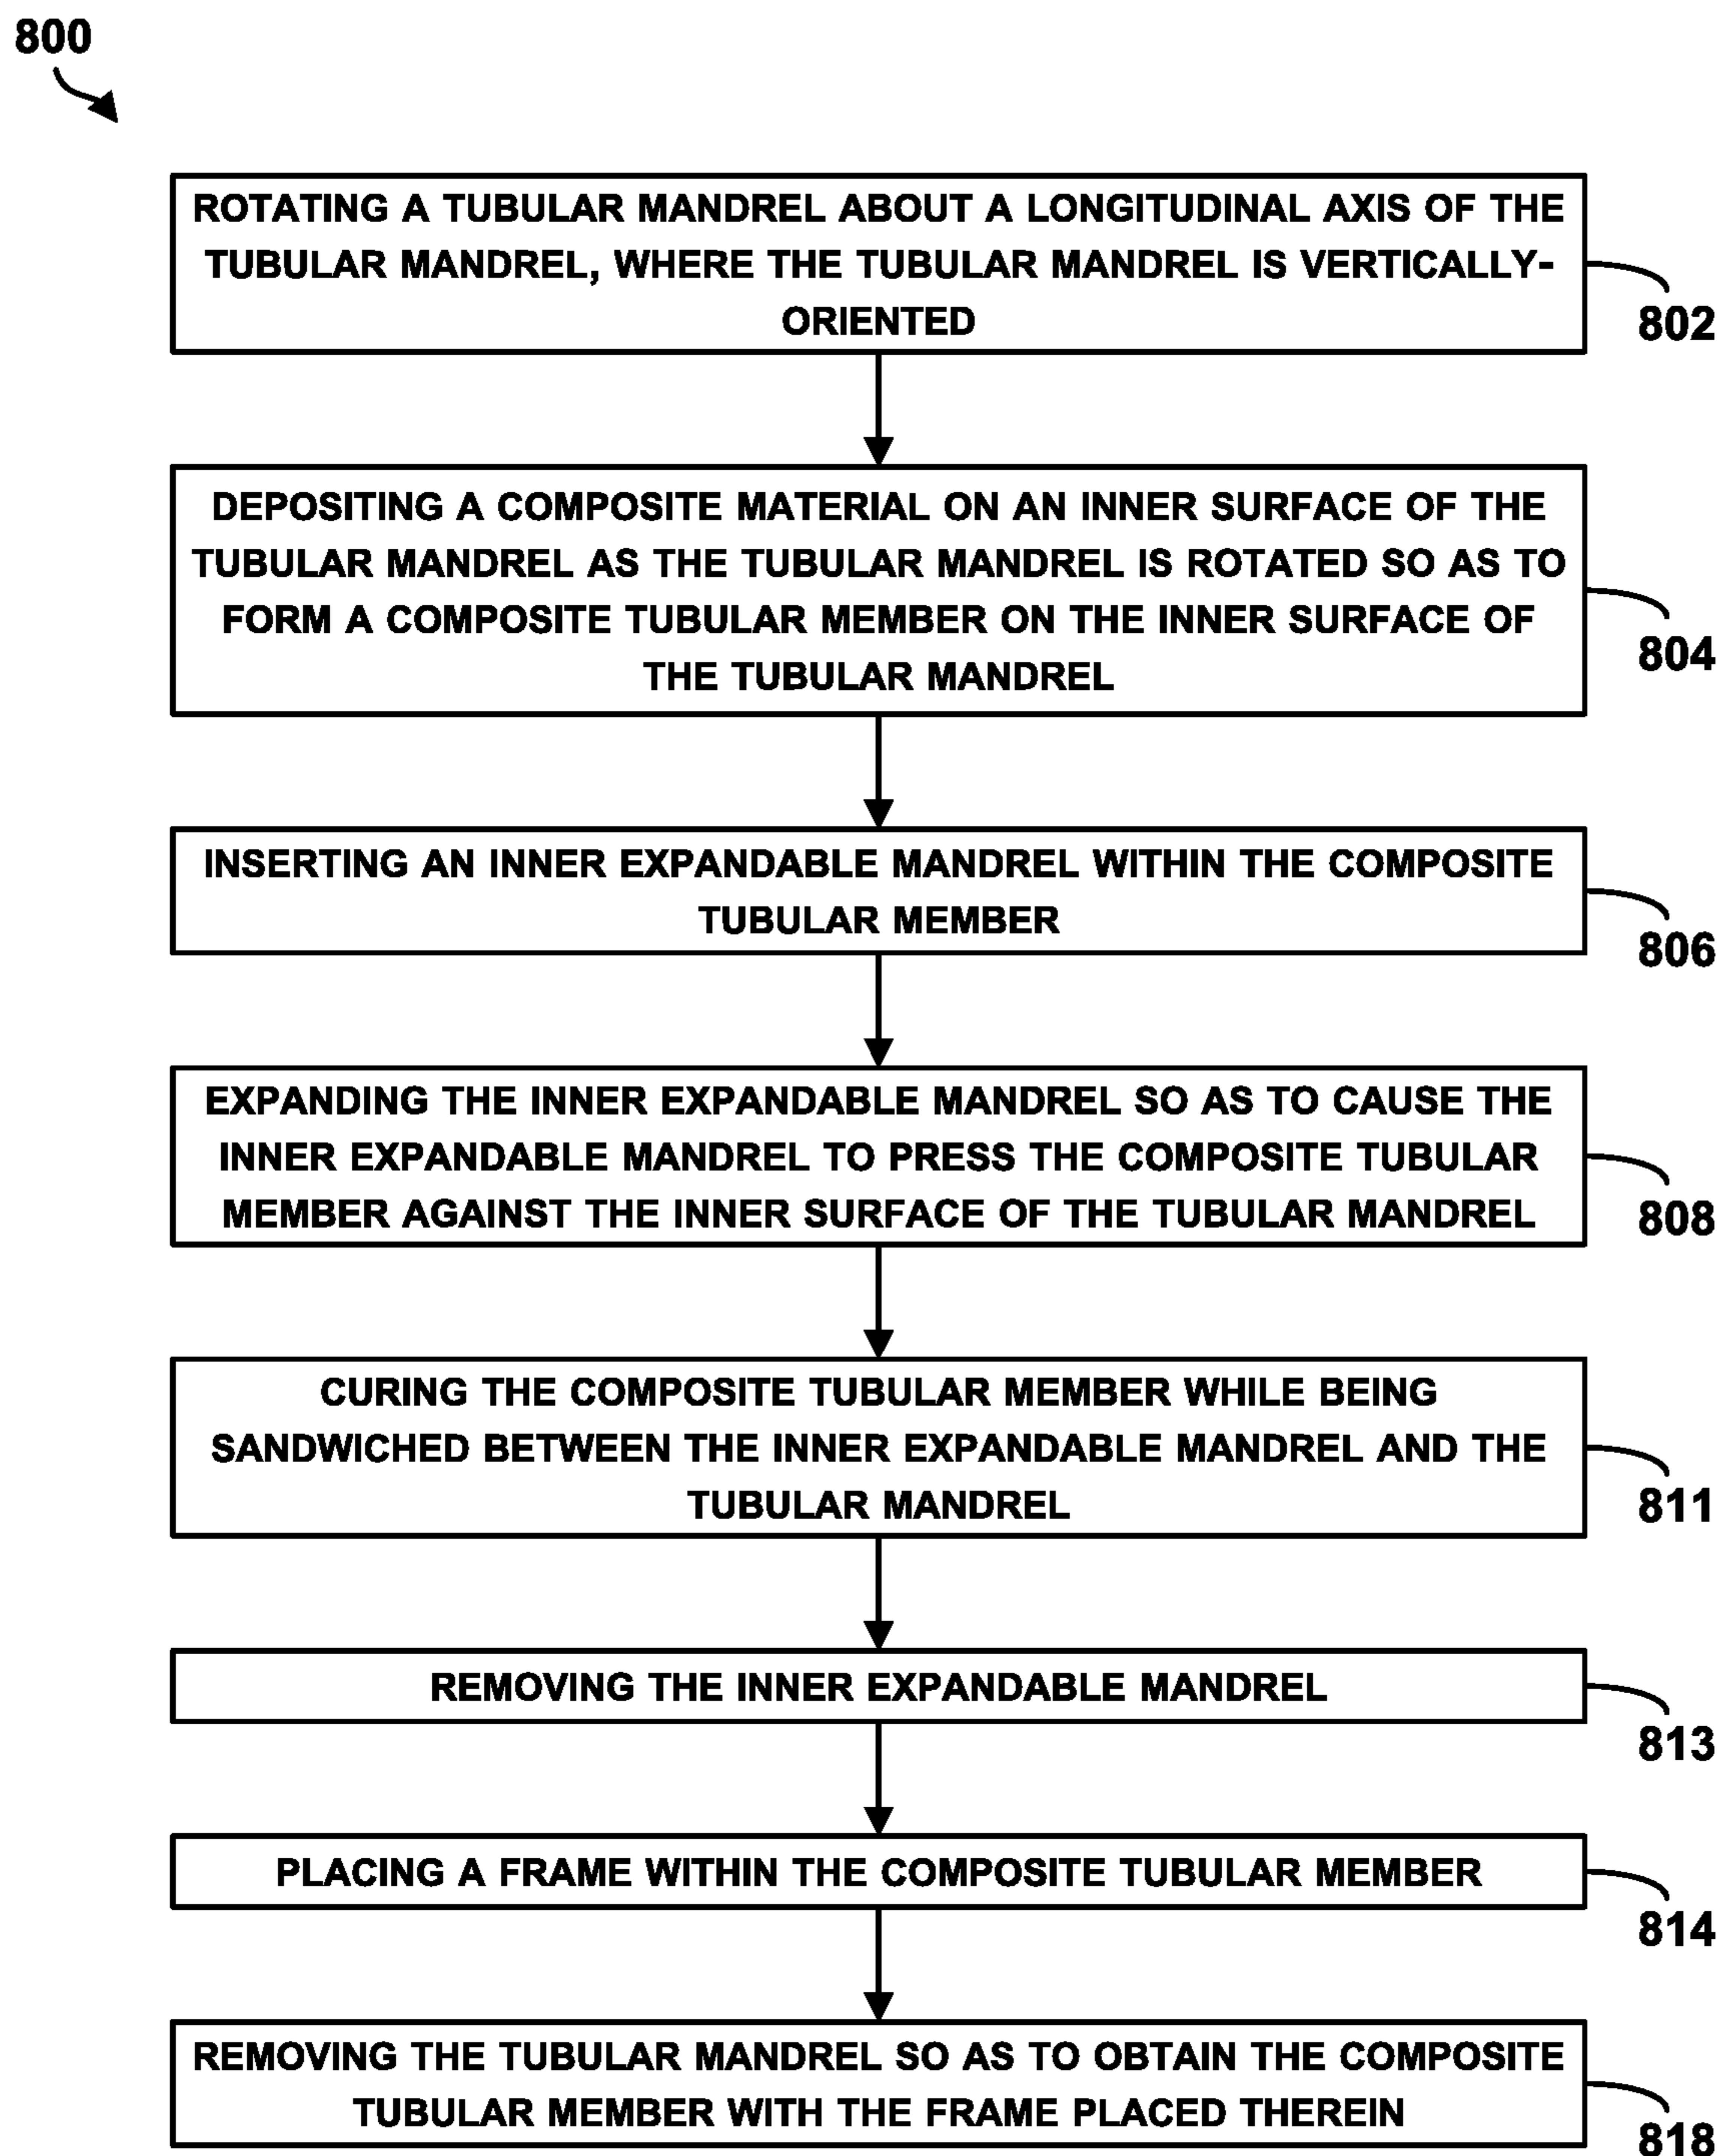 800
ROTATING A TUBULAR MANDREL ABOUT A LONGITUDINAL AXIS OF THE
TUBULAR MANDREL, WHERE THE TUBULAR MANDREL IS VERTICALLY-
ORIENTED
802
DEPOSITING A COMPOSITE MATERIAL ON AN INNER SURFACE OF THE
TUBULAR MANDREL AS THE TUBULAR MANDREL IS ROTATED SO AS TO
FORM A COMPOSITE TUBULAR MEMBER ON THE INNER SURFACE OF
THE TUBULAR MANDREL
804
INSERTING AN INNER EXPANDABLE MANDREL WITHIN THE COMPOSITE
TUBULAR MEMBER
806
EXPANDING THE INNER EXPANDABLE MANDREL SO AS TO CAUSE THE
INNER EXPANDABLE MANDREL TO PRESS THE COMPOSITE TUBULAR
MEMBER AGAINST THE INNER SURFACE OF THE TUBULAR MANDREL
808
CURING THE COMPOSITE TUBULAR MEMBER WHILE BEING
SANDWICHED BETWEEN THE INNER EXPANDABLE MANDREL AND THE
TUBULAR MANDREL
811
REMOVING THE INNER EXPANDABLE MANDREL
813
PLACING A FRAME WITHIN THE COMPOSITE TUBULAR MEMBER
814
REMOVING THE TUBULAR MANDREL SO AS TO OBTAIN THE COMPOSITE
TUBULAR MEMBER WITH THE FRAME PLACED THEREIN
818